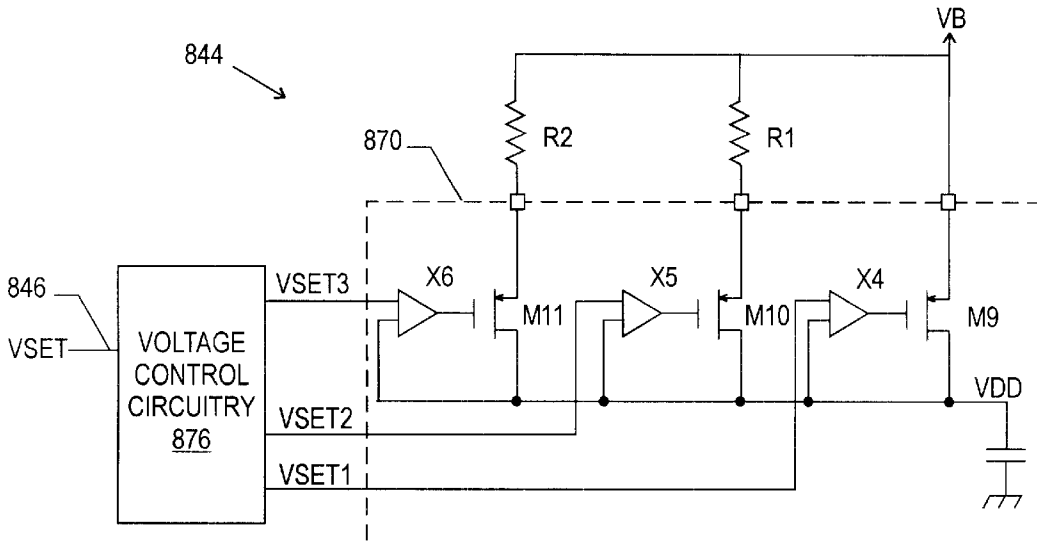 VB
844
R2
R1
870
X6
X5
X4
846
VSET3
M11
M10
M9
VSET
VOLTAGE
CONTROL
CIRCUITRY
876
VDD
VSET2
VSET1